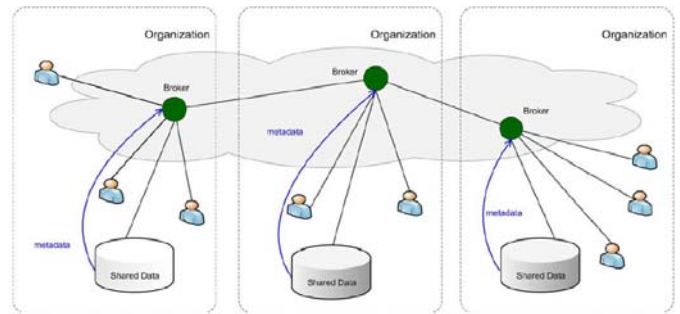 Organization
Organization
Organization
Broker
Broker
Broker
metadata
metadata
metadata
Shared Data
Shared Data
Shared Data